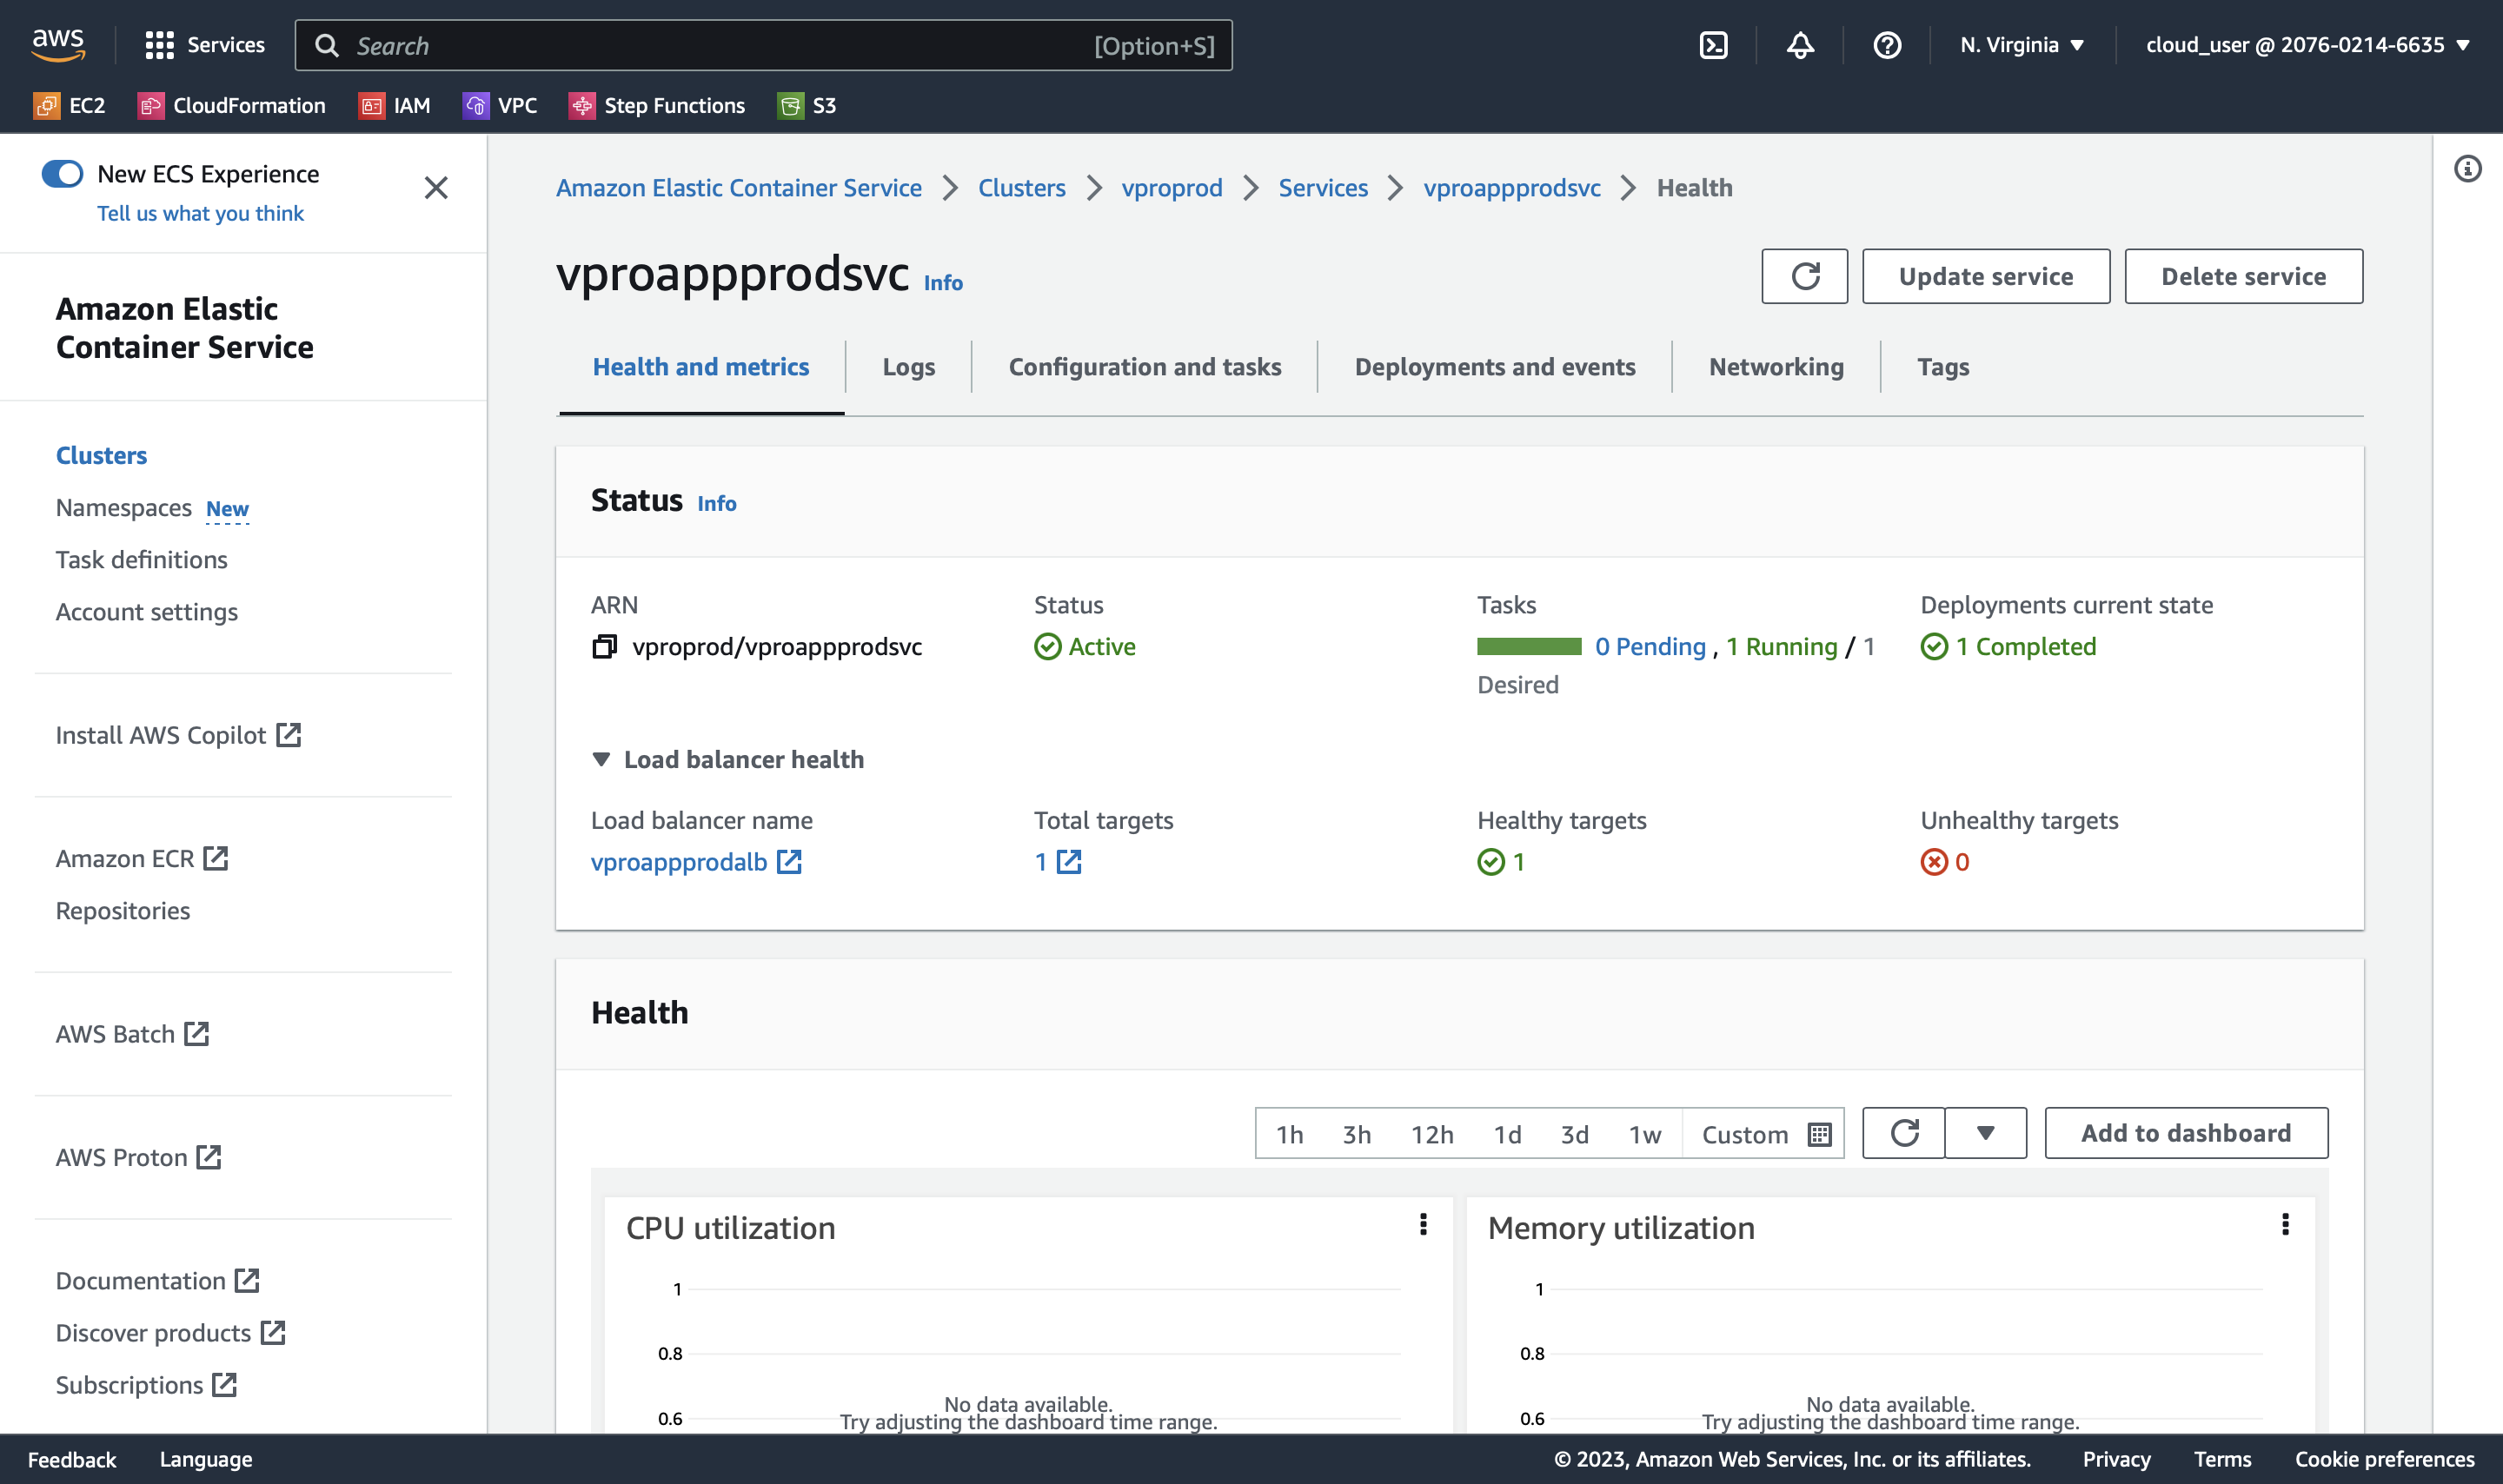 aws
Services
Search
[Option+S]
N. Virginia
cloud_user @ 2076-0214-6635
EC2
CloudFormation
IAM
VPC
Step Functions
S3
New ECS Experience
Tell us what you think
Amazon Elastic
Container Service
Clusters
Namespaces New
Task definitions
Account settings
Install AWS Copilot
Amazon ECR
Repositories
AWS Batch
AWS Proton
Documentation
Discover products
Subscriptions
Amazon Elastic Container Service
Clusters
vproprod
Services
vproappprodsvc
Health
vproappprodsvc Info
Update service
Delete service
Health and metrics
Logs
Configuration and tasks
Deployments and events
Networking
Tags
Status Info
ARN
vproprod/vproappprodsvc
Status
Active
Tasks
0 Pending , 1 Running / 1
Desired
Deployments current state
1 Completed
Load balancer health
Load balancer name
vproappprodalb
Total targets
1
Healthy targets
1
Unhealthy targets
0
Health
1h 3h 12h 1d 3d 1w Custom
Add to dashboard
CPU utilization
1
0.8
0.6
No data available.
Try adjusting the dashboard time range.
Memory utilization
1
0.8
0.6
No data available.
Try adjusting the dashboard time range.
Feedback
Language
© 2023, Amazon Web Services, Inc. or its affiliates.
Privacy
Terms
Cookie preferences